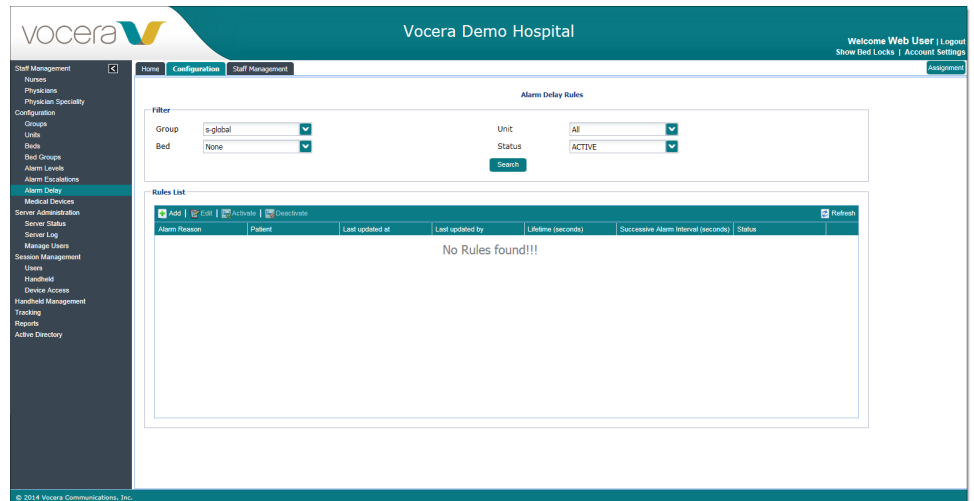 vocera
Vocera Demo Hospital
Welcome Web User | Logout
Show Bed Locks | Account Settings
Staff Management
Nurses
Physicians
Physician Speciality
Configuration
Groups
Units
Beds
Bed Groups
Alarm Levels
Alarm Escalations
Alarm Delay
Medical Devices
Server Administration
Server Status
Server Log
Manage Users
Session Management
Users
Handheld
Device Access
Handheld Management
Tracking
Reports
Active Directory
Home Configuration Staff Management Assignment
Alarm Delay Rules
Filter
Group s-global Unit All
Bed None Status ACTIVE
Search
Rules List
Add | Edit | Activate | Deactivate Refresh
Alarm Reason Patient Last updated at Last updated by Lifetime (seconds) Successive Alarm Interval (seconds) Status
No Rules found!!!
© 2014 Vocera Communications, Inc.